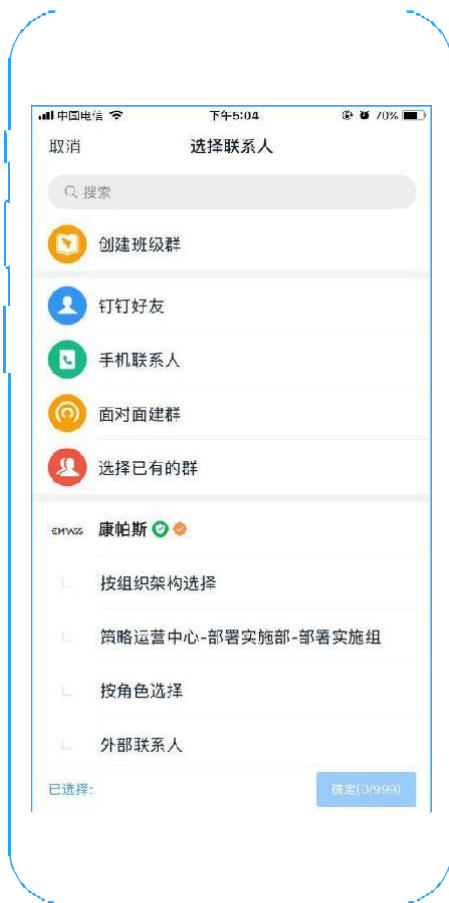 中国电信 下午5:04 70%
取消 选择联系人
搜索
创建班级群
钉钉好友
手机联系人
面对面建群
选择已有的群
康帕斯
按组织架构选择
策略运营中心-部署实施部-部署实施组
按角色选择
外部联系人
已选择: 确定(0/999)